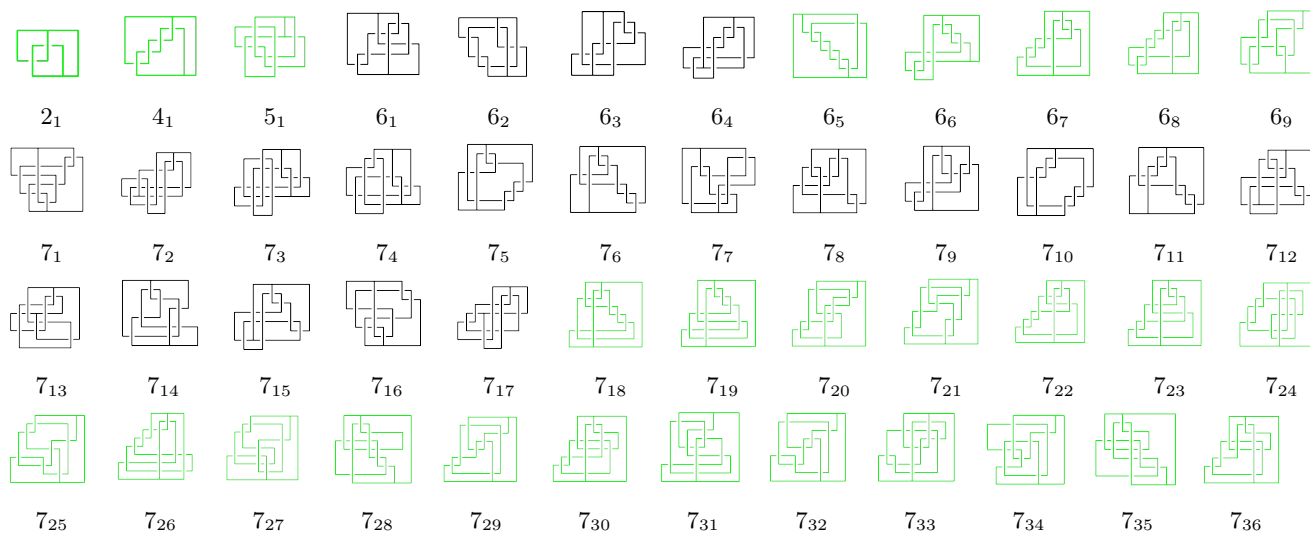 2₁ 4₁ 5₁ 6₁ 6₂ 6₃ 6₄ 6₅ 6₆ 6₇ 6₈ 6₉
7₁ 7₂ 7₃ 7₄ 7₅ 7₆ 7₇ 7₈ 7₉ 7₁₀ 7₁₁ 7₁₂
7₁₃ 7₁₄ 7₁₅ 7₁₆ 7₁₇ 7₁₈ 7₁₉ 7₂₀ 7₂₁ 7₂₂ 7₂₃ 7₂₄
7₂₅ 7₂₆ 7₂₇ 7₂₈ 7₂₉ 7₃₀ 7₃₁ 7₃₂ 7₃₃ 7₃₄ 7₃₅ 7₃₆